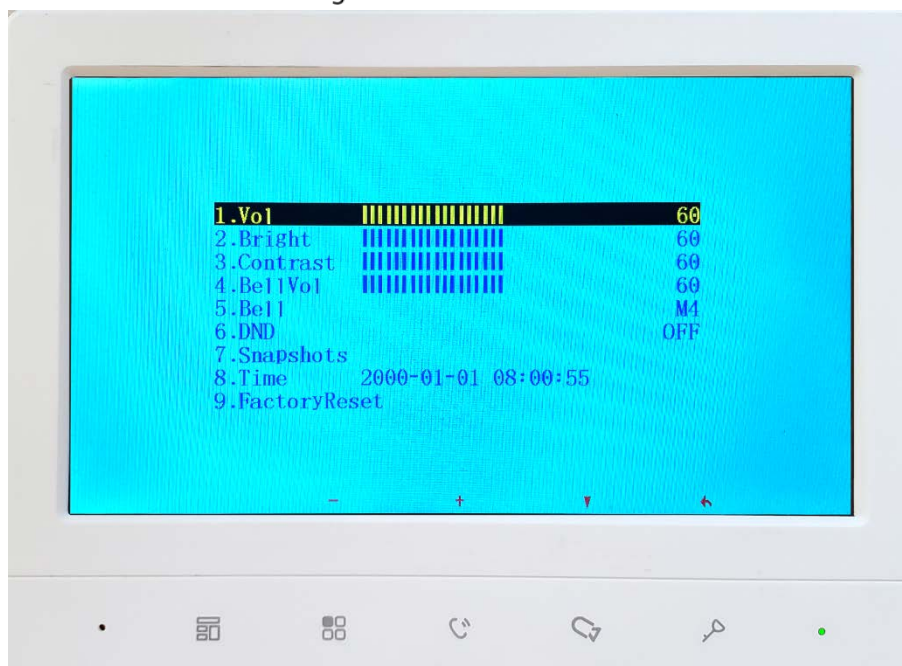 g
1.Vol 60
2.Bright 60
3.Contrast 60
4.BellVol 60
5.Bell M4
6.DND OFF
7.Snapshots
8.Time 2000-01-01 08:00:55
9.FactoryReset
- +